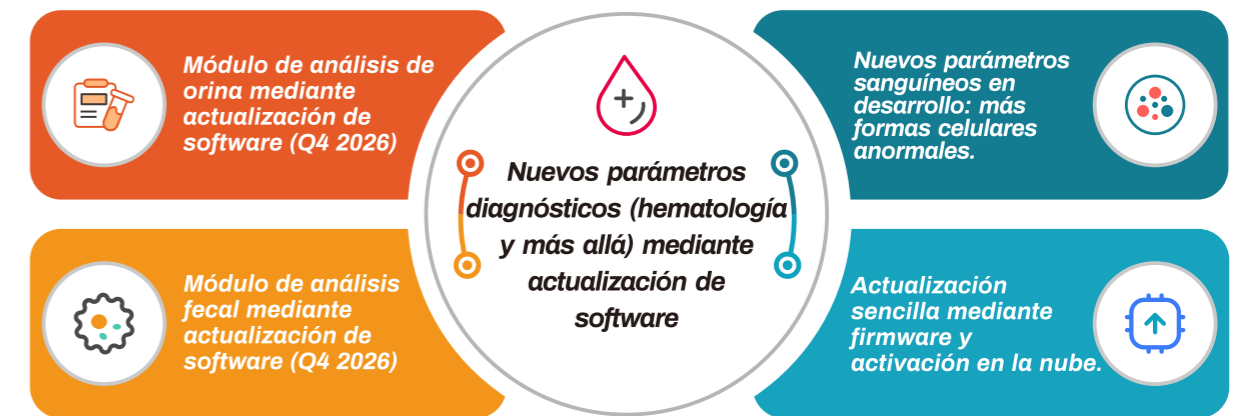 Módulo de análisis de
orina mediante
actualización de
software (Q4 2026)
Módulo de análisis
fecal mediante
actualización de
software (Q4 2026)
Nuevos parámetros
diagnósticos (hematología
y más allá) mediante
actualización de
software
Nuevos parámetros
sanguíneos en
desarrollo: más
formas celulares
anormales.
Actualización
sencilla mediante
firmware y
activación en la nube.